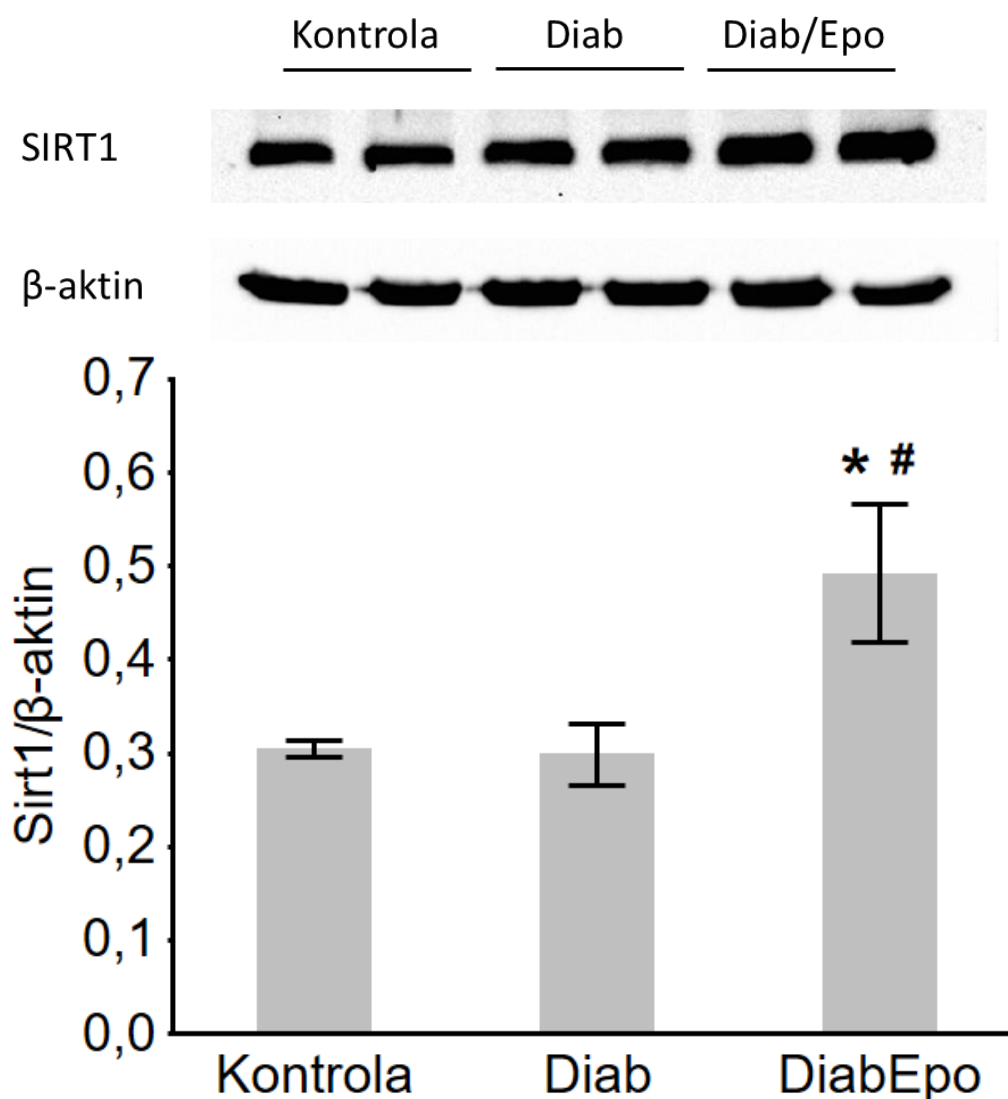 Kontrola Diab Diab/Epo
SIRT1
β-aktin
0,7
0,6
* #
0,5
0,4
0,3
0,2
0,1
0,0
Sirt1/β-aktin
Kontrola Diab DiabEpo